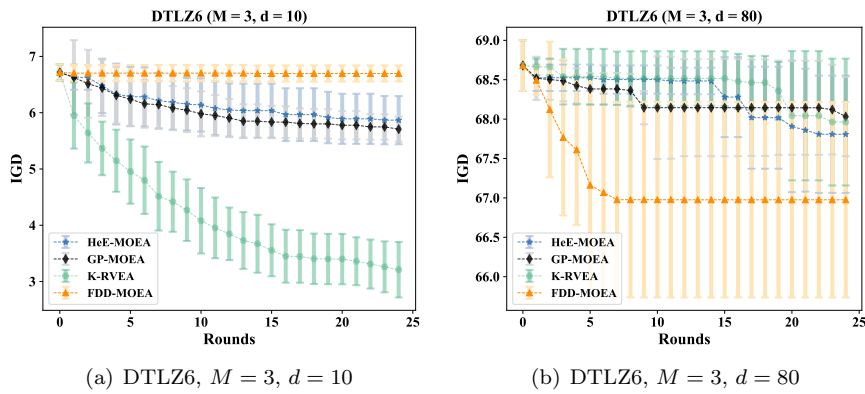 DTLZ6 (M = 3, d = 10)
7
6
5
4
3
IGD
0
5
10
15
20
25
Rounds
HeE-MOEA
GP-MOEA
K-RVEA
FDD-MOEA
(a) DTLZ6, M = 3, d = 10
DTLZ6 (M = 3, d = 80)
69.0
68.5
68.0
67.5
67.0
66.5
66.0
IGD
0
5
10
15
20
25
Rounds
HeE-MOEA
GP-MOEA
K-RVEA
FDD-MOEA
(b) DTLZ6, M = 3, d = 80